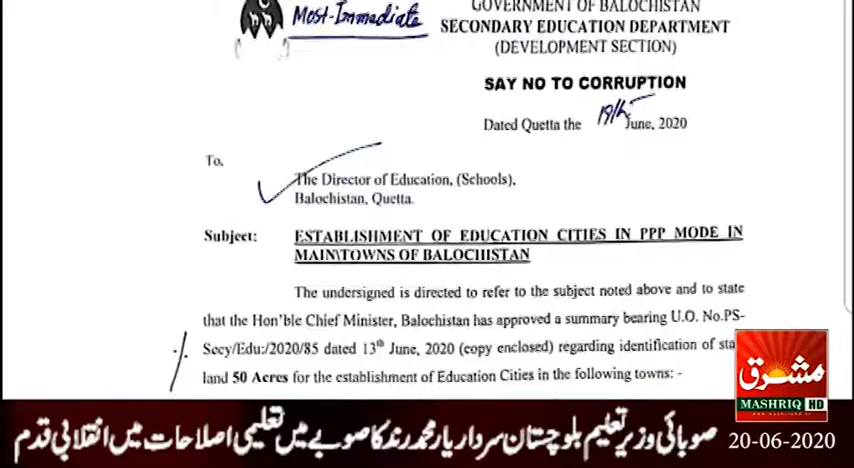 Most-Immediate
GOVERNMENT OF BALOCHISTAN
SECONDARY EDUCATION DEPARTMENT
(DEVELOPMENT SECTION)
SAY NO TO CORRUPTION
Dated Quetta the 19th June, 2020
To,
The Director of Education, (Schools),
Balochistan, Quetta.
Subject: ESTABLISHMENT OF EDUCATION CITIES IN PPP MODE IN
MAIN\TOWNS OF BALOCHISTAN
The undersigned is directed to refer to the subject noted above and to state
that the Hon'ble Chief Minister, Balochistan has approved a summary bearing U.O. No.PS-
Secy/Edu:/2020/85 dated 13th June, 2020 (copy enclosed) regarding identification of
land 50 Acres for the establishment of Education Cities in the following towns: -
مشرق
MASHRIQ HD
صوبائی وزیر تعلیم بلوچستان سردار یار محمد رند کا صوبے میں تعلیمی اصلاحات میں انقلابی قدم
20-06-2020